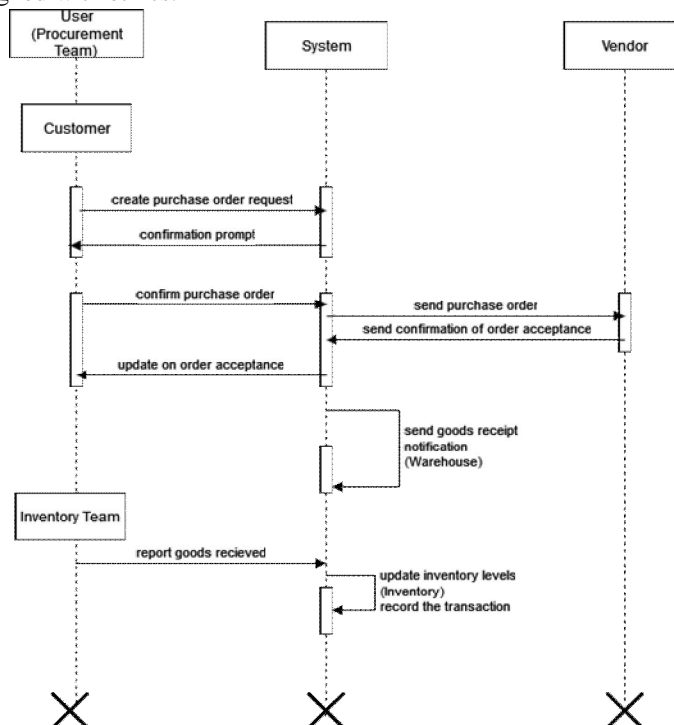 User
(Procurement
Team)
System
Vendor
Customer
create purchase order request
confirmation prompt
confirm purchase order
send purchase order
send confirmation of order acceptance
update on order acceptance
send goods receipt
notification
(Warehouse)
Inventory Team
report goods recieved
update inventory levels
(Inventory)
record the transaction